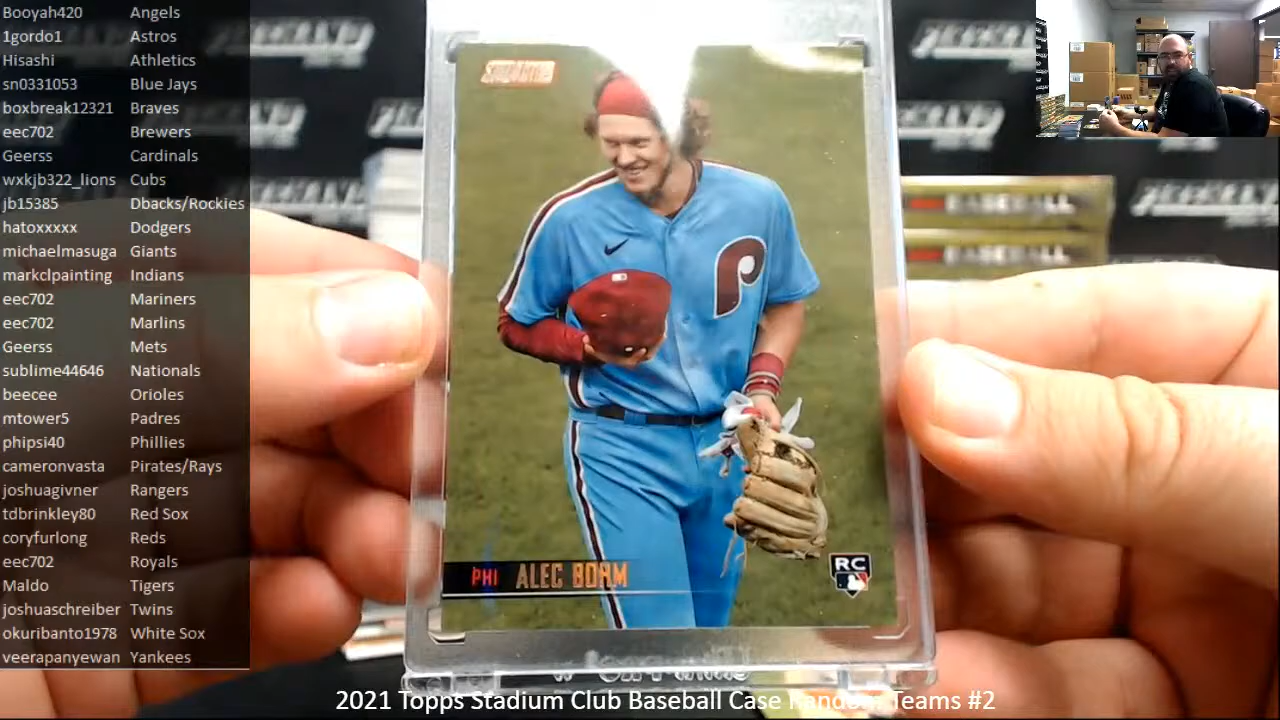 Booyah420 Angels
1gordo1 Astros
Hisashi Athletics
sn0331053 Blue Jays
boxbreak12321 Braves
eec702 Brewers
Geerss Cardinals
wxkjb322_lions Cubs
jb15385 Dbacks/Rockies
hatoxxxxx Dodgers
michaelmasuga Giants
markclpainting Indians
eec702 Mariners
eec702 Marlins
Geerss Mets
sublime44646 Nationals
beecee Orioles
mtower5 Padres
phipsi40 Phillies
cameronvasta Pirates/Rays
joshuagivner Rangers
tdbrinkley80 Red Sox
coryfurlong Reds
eec702 Royals
Maldo Tigers
joshuaschreiber Twins
okuribanto1978 White Sox
veerapanyewan Yankees
P
PHI ALEC BOHM
RC
BASEBALL
BASEBALL
2021 Topps Stadium Club Baseball Case Random Teams #2